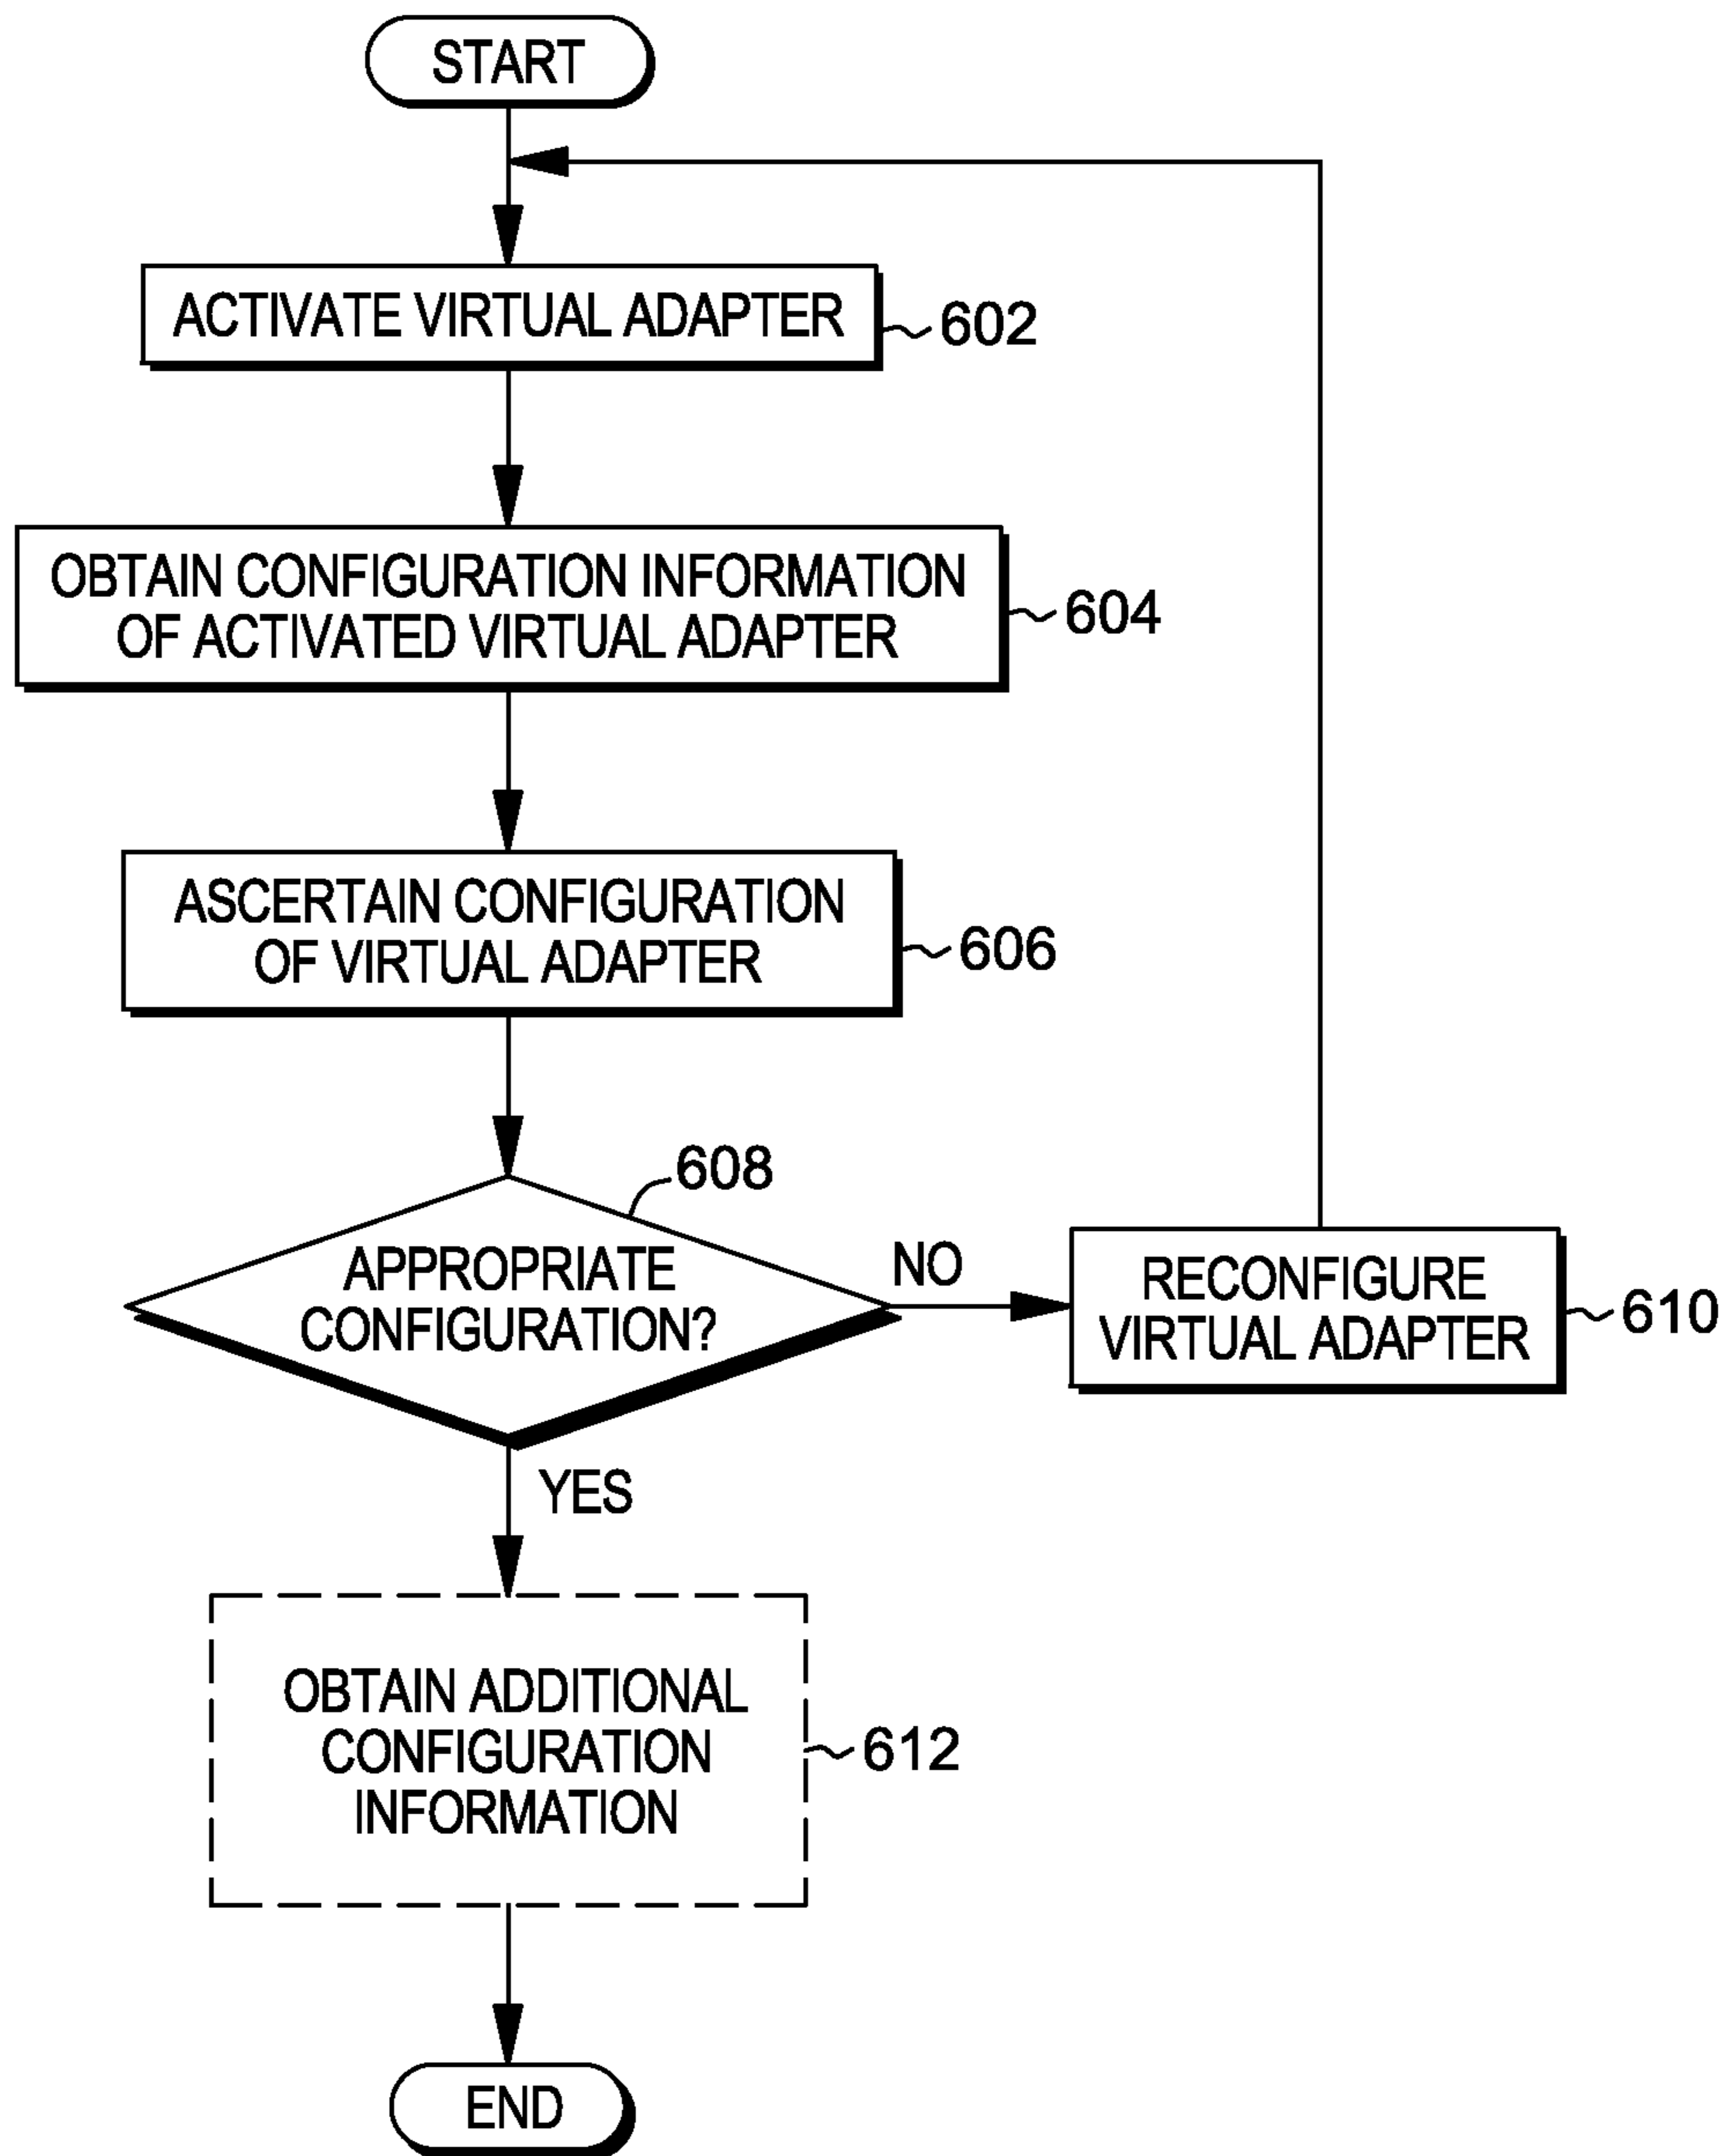 START
ACTIVATE VIRTUAL ADAPTER
602
OBTAIN CONFIGURATION INFORMATION
OF ACTIVATED VIRTUAL ADAPTER
604
ASCERTAIN CONFIGURATION
OF VIRTUAL ADAPTER
606
608
APPROPRIATE
CONFIGURATION?
NO
RECONFIGURE
VIRTUAL ADAPTER
610
YES
OBTAIN ADDITIONAL
CONFIGURATION
INFORMATION
612
END